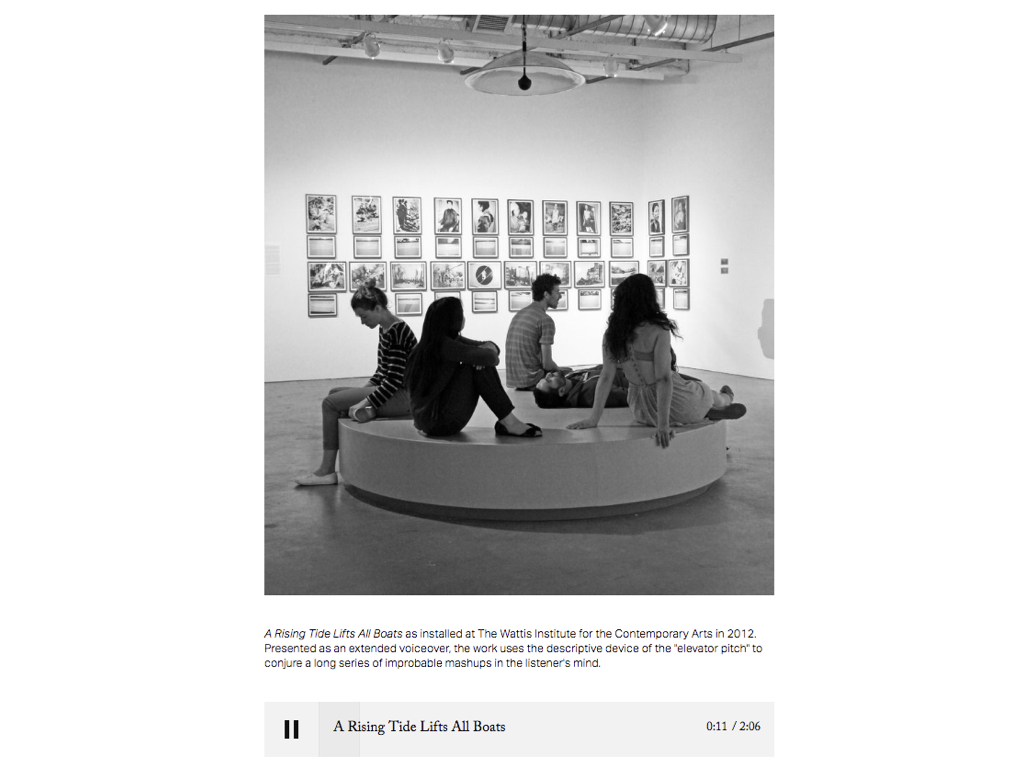 A Rising Tide Lifts All Boats as installed at The Wattis Institute for the Contemporary Arts in 2012.
Presented as an extended voiceover, the work uses the descriptive device of the "elevator pitch" to
conjure a long series of improbable mashups in the listener's mind.
A Rising Tide Lifts All Boats 0:11 / 2:06